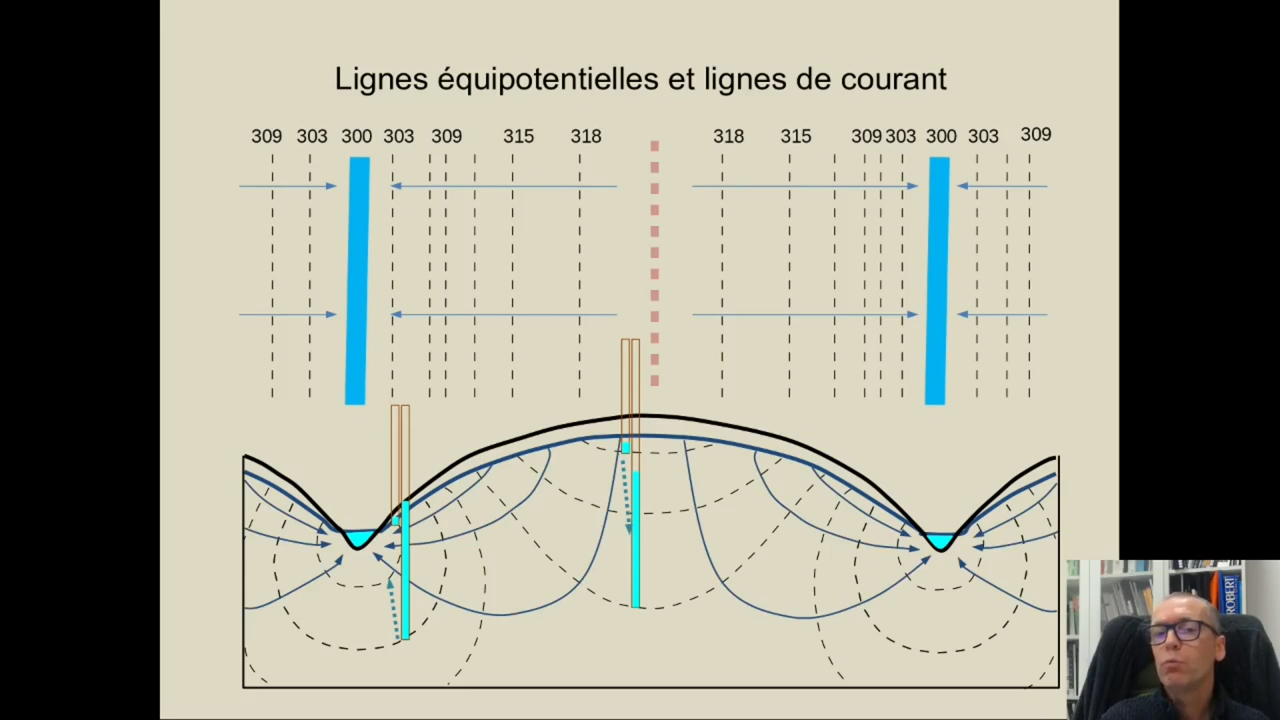 Lignes équipotentielles et lignes de courant
309 303 300 303 309 315 318 318 315 309 303 300 303 309
ROBERT